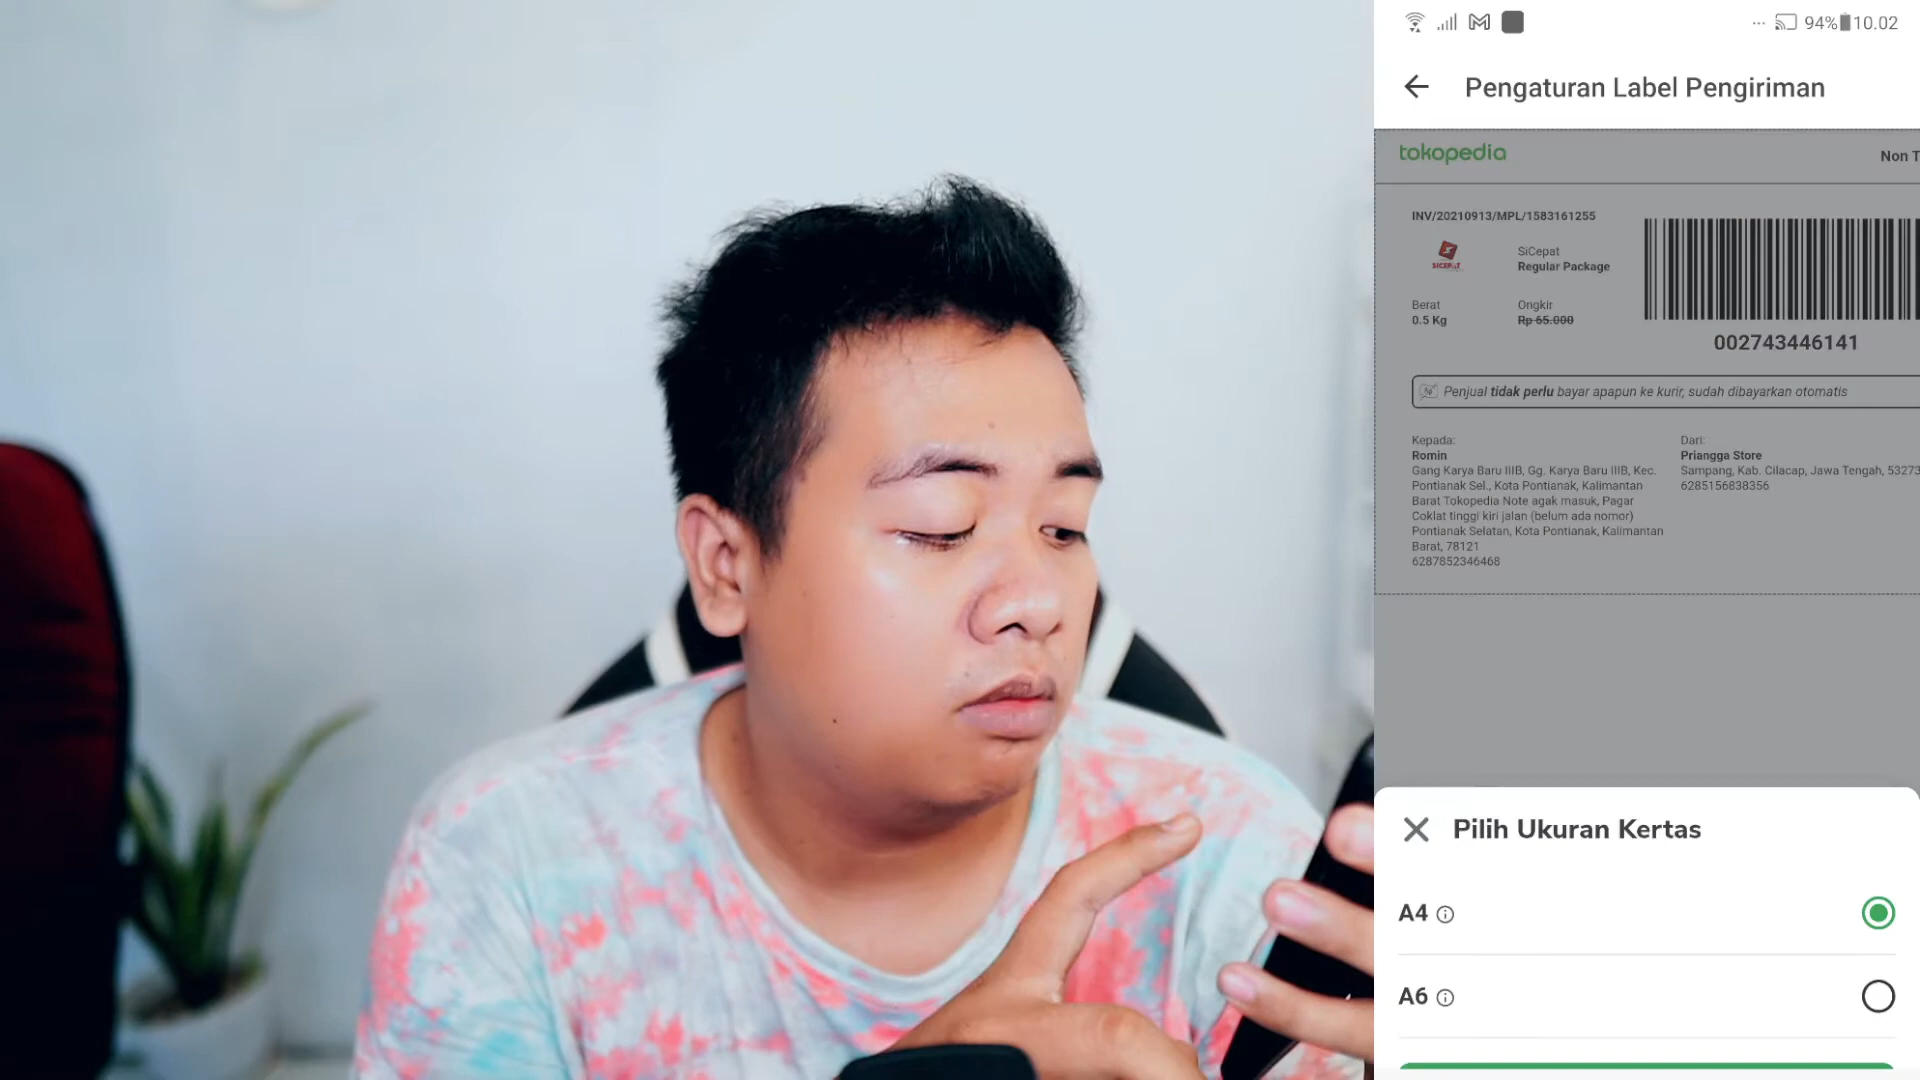 94% 10.02
Pengaturan Label Pengiriman
tokopedia
Non T
INV/20210913/MPL/1583161255
SICEPAT
SiCepat
Regular Package
Berat
0.5 Kg
Ongkir
Rp 65.000
002743446141
Penjual tidak perlu bayar apapun ke kurir, sudah dibayarkan otomatis
Kepada:
Romin
Gang Karya Baru IIIB, Gg. Karya Baru IIIB, Kec.
Pontianak Sel., Kota Pontianak, Kalimantan
Barat Tokopedia Note agak masuk, Pagar
Coklat tinggi kiri jalan (belum ada nomor)
Pontianak Selatan, Kota Pontianak, Kalimantan
Barat, 78121
6287852346468
Dari:
Priangga Store
Sampang, Kab. Cilacap, Jawa Tengah, 53273
6285156838356
Pilih Ukuran Kertas
A4
A6